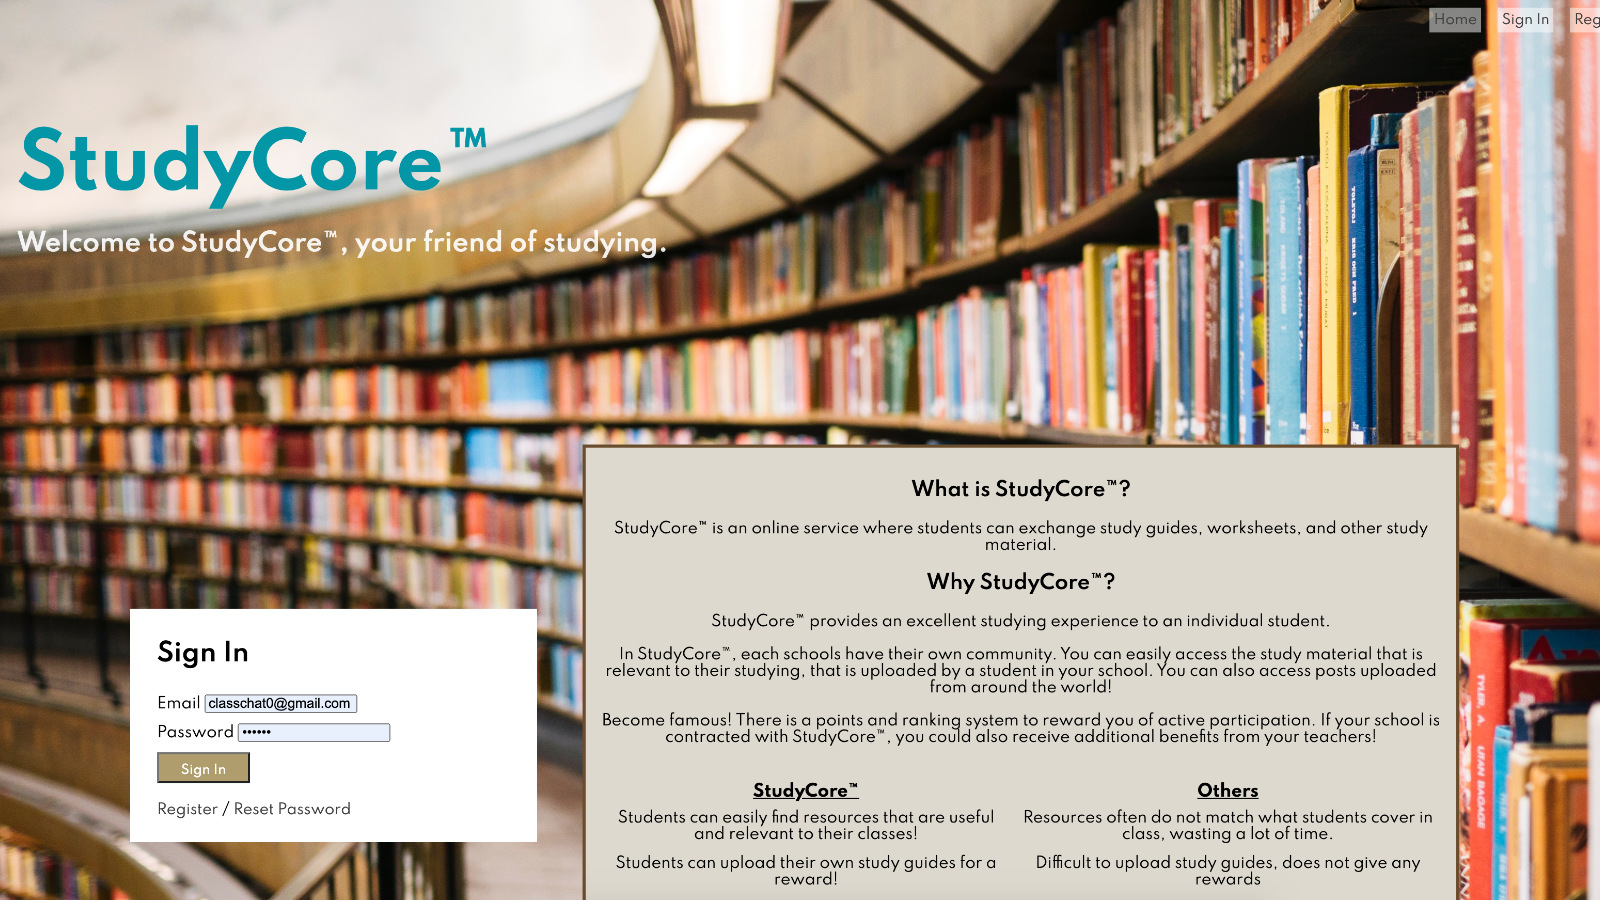 Home Sign In Reg
StudyCore™
Welcome to StudyCore™, your friend of studying.
What is StudyCore™?
StudyCore™ is an online service where students can exchange study guides, worksheets, and other study
material.
Why StudyCore™?
StudyCore™ provides an excellent studying experience to an individual student.
In StudyCore™, each schools have their own community. You can easily access the study material that is
relevant to their studying, that is uploaded by a student in your school. You can also access posts uploaded
from around the world!
Become famous! There is a points and ranking system to reward you of active participation. If your school is
contracted with StudyCore™, you could also receive additional benefits from your teachers!
StudyCore™
Students can easily find resources that are useful
and relevant to their classes!
Students can upload their own study guides for a
reward!
Others
Resources often do not match what students cover in
class, wasting a lot of time.
Difficult to upload study guides, does not give any
rewards
Sign In
Email classchat0@gmail.com
Password ••••••
Sign In
Register / Reset Password